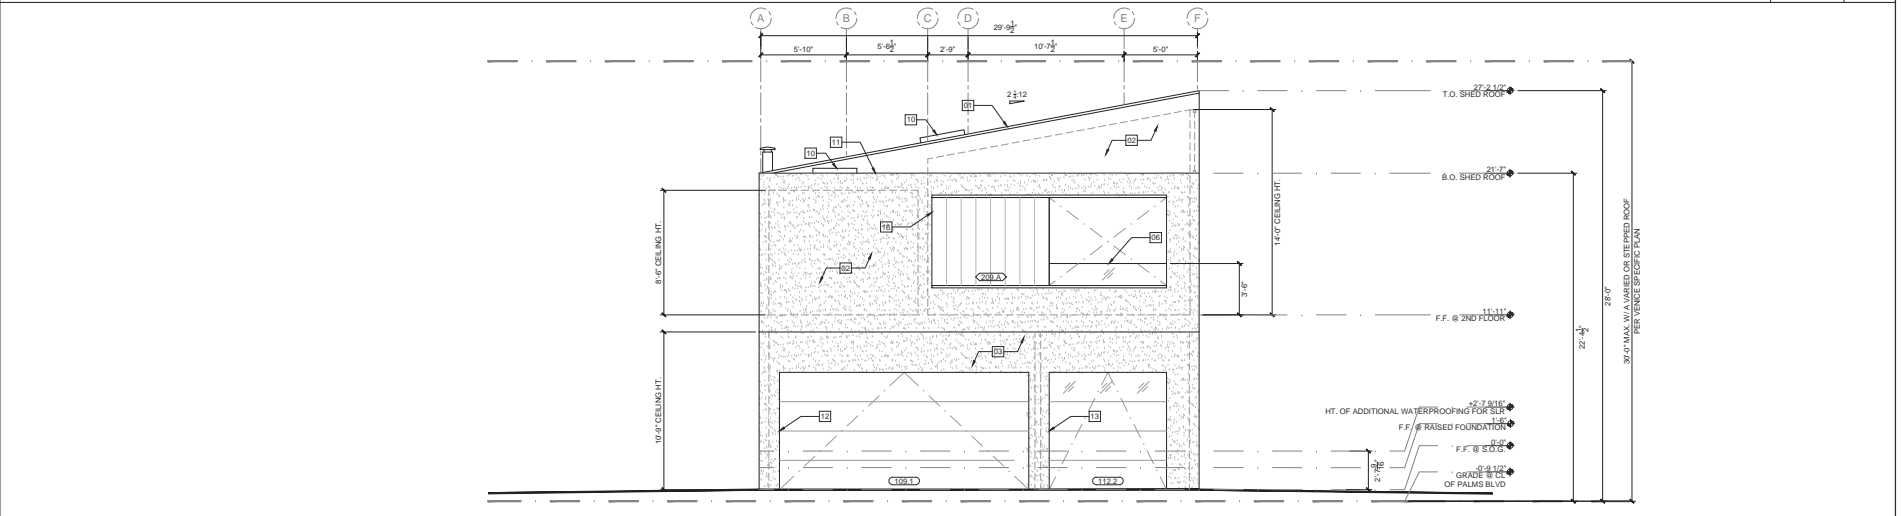 A B C D E F
29'-9 1/2"
5'-10" 5'-6 1/2" 2'-9" 10'-7 1/2" 5'-0"
27'-2 1/2"
T.O. SHED ROOF
2 1/2:12
01
10
02
11
10
21'-7"
B.O. SHED ROOF
8'-6" CEILING HT.
14'-0" CEILING HT.
16
06
02
209.A
3'-6"
11'-11"
F.F. @ 2ND FLOOR
28'-0"
22'-4 1/2"
30'-0" MAX. W/ A VARIED OR STEPPED ROOF
PER VENICE SPECIFIC PLAN
03
10'-9" CEILING HT.
12
13
+2'-7 9/16"
HT. OF ADDITIONAL WATERPROOFING FOR SLR
1'-6"
F.F. @ RAISED FOUNDATION
0'-0"
F.F. @ S.O.G.
2'-7 9/16"
-0'-9 1/2"
GRADE @ CL
OF PALMS BLVD
109.1
112.2